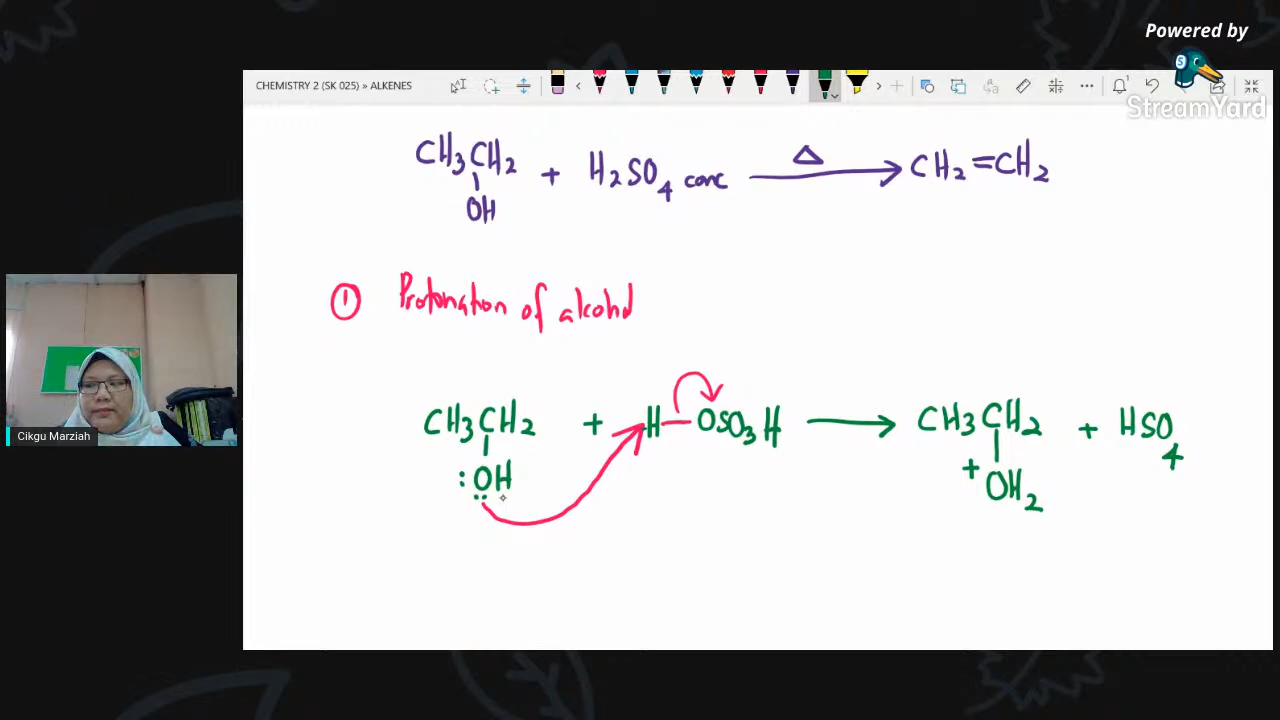 Powered by
S
StreamYard
CHEMISTRY 2 (SK 025) » ALKENES
CH3CH2 + H2SO4 conc △ → CH2=CH2
OH
① Protonation of alcohol
CH3CH2 + H—OSO3H → CH3CH2 + HSO4
:ÖH + OH2
Cikgu Marziah